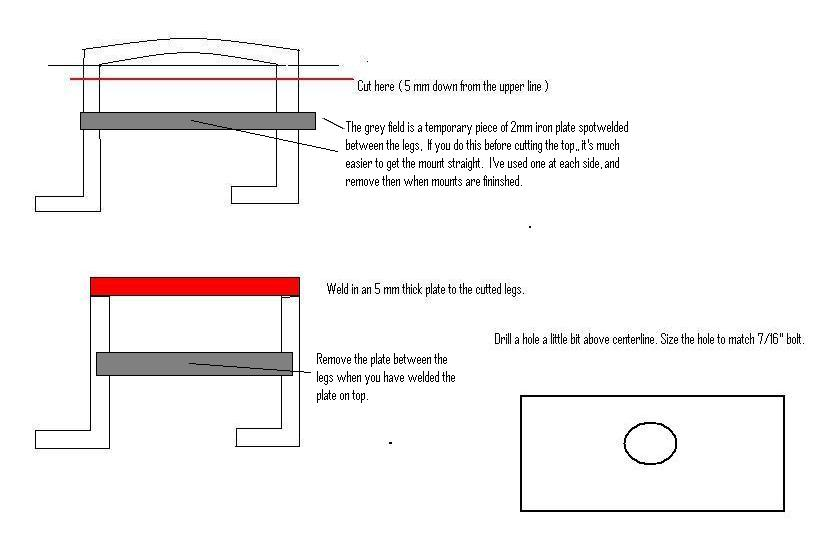 Cut here ( 5 mm down from the upper line )
The grey field is a temporary piece of 2mm iron plate spotwelded
between the legs. If you do this before cutting the top,, it's much
easier to get the mount straight. I've used one at each side, and
remove then when mounts are fininshed.
Weld in an 5 mm thick plate to the cutted legs.
Drill a hole a little bit above centerline. Size the hole to match 7/16" bolt.
Remove the plate between the
legs when you have welded the
plate on top.